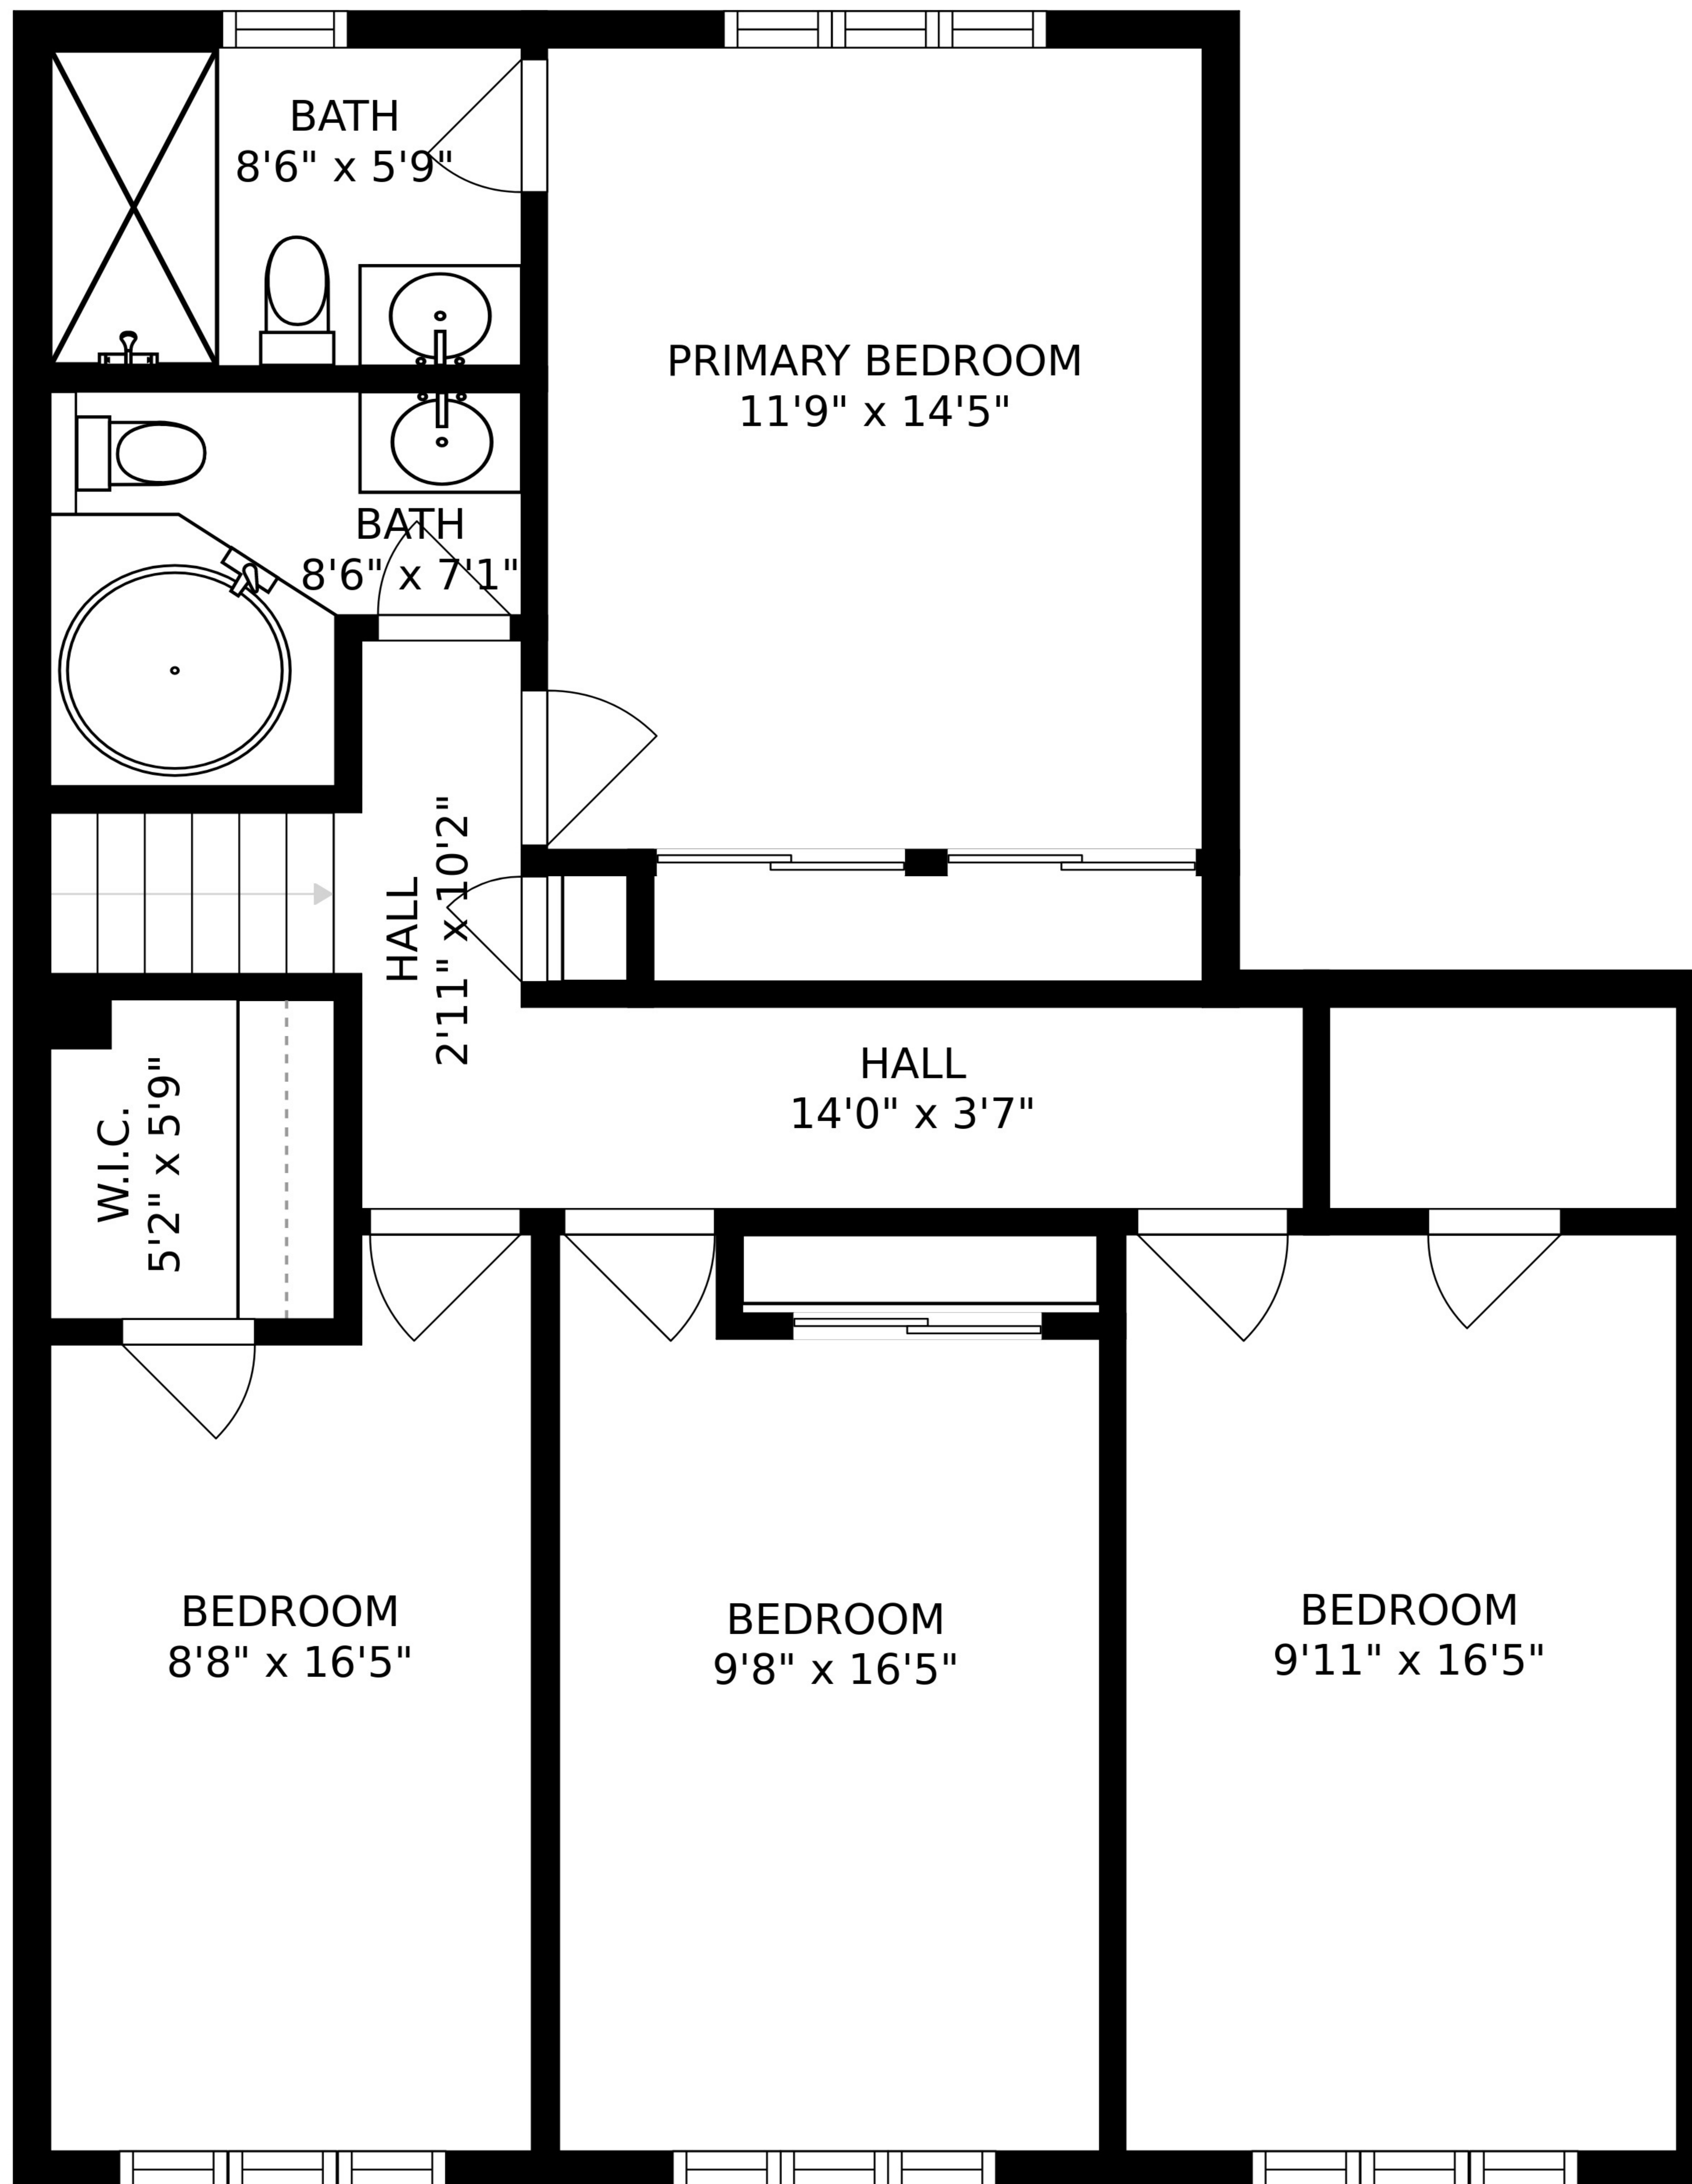 BATH
8'6" x 5'9"
PRIMARY BEDROOM
11'9" x 14'5"
BATH
8'6" x 7'1"
HALL
2'11" x 10'2"
HALL
14'0" x 3'7"
W.I.C.
5'2" x 5'9"
BEDROOM
8'8" x 16'5"
BEDROOM
9'8" x 16'5"
BEDROOM
9'11" x 16'5"